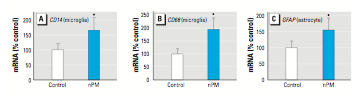 A CD14 (microglia)
mRNA (% control)
250
200
150
100
50
0
*
Control nPM
B CD68 (microglia)
mRNA (% control)
250
200
150
100
50
0
*
Control nPM
C GFAP (astrocyte)
mRNA (% control)
200
150
100
50
0
*
Control nPM